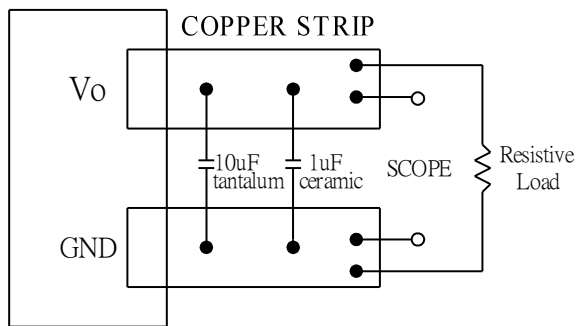 COPPER STRIP
Vo
10uF
tantalum
1uF
ceramic
SCOPE
Resistive
Load
GND